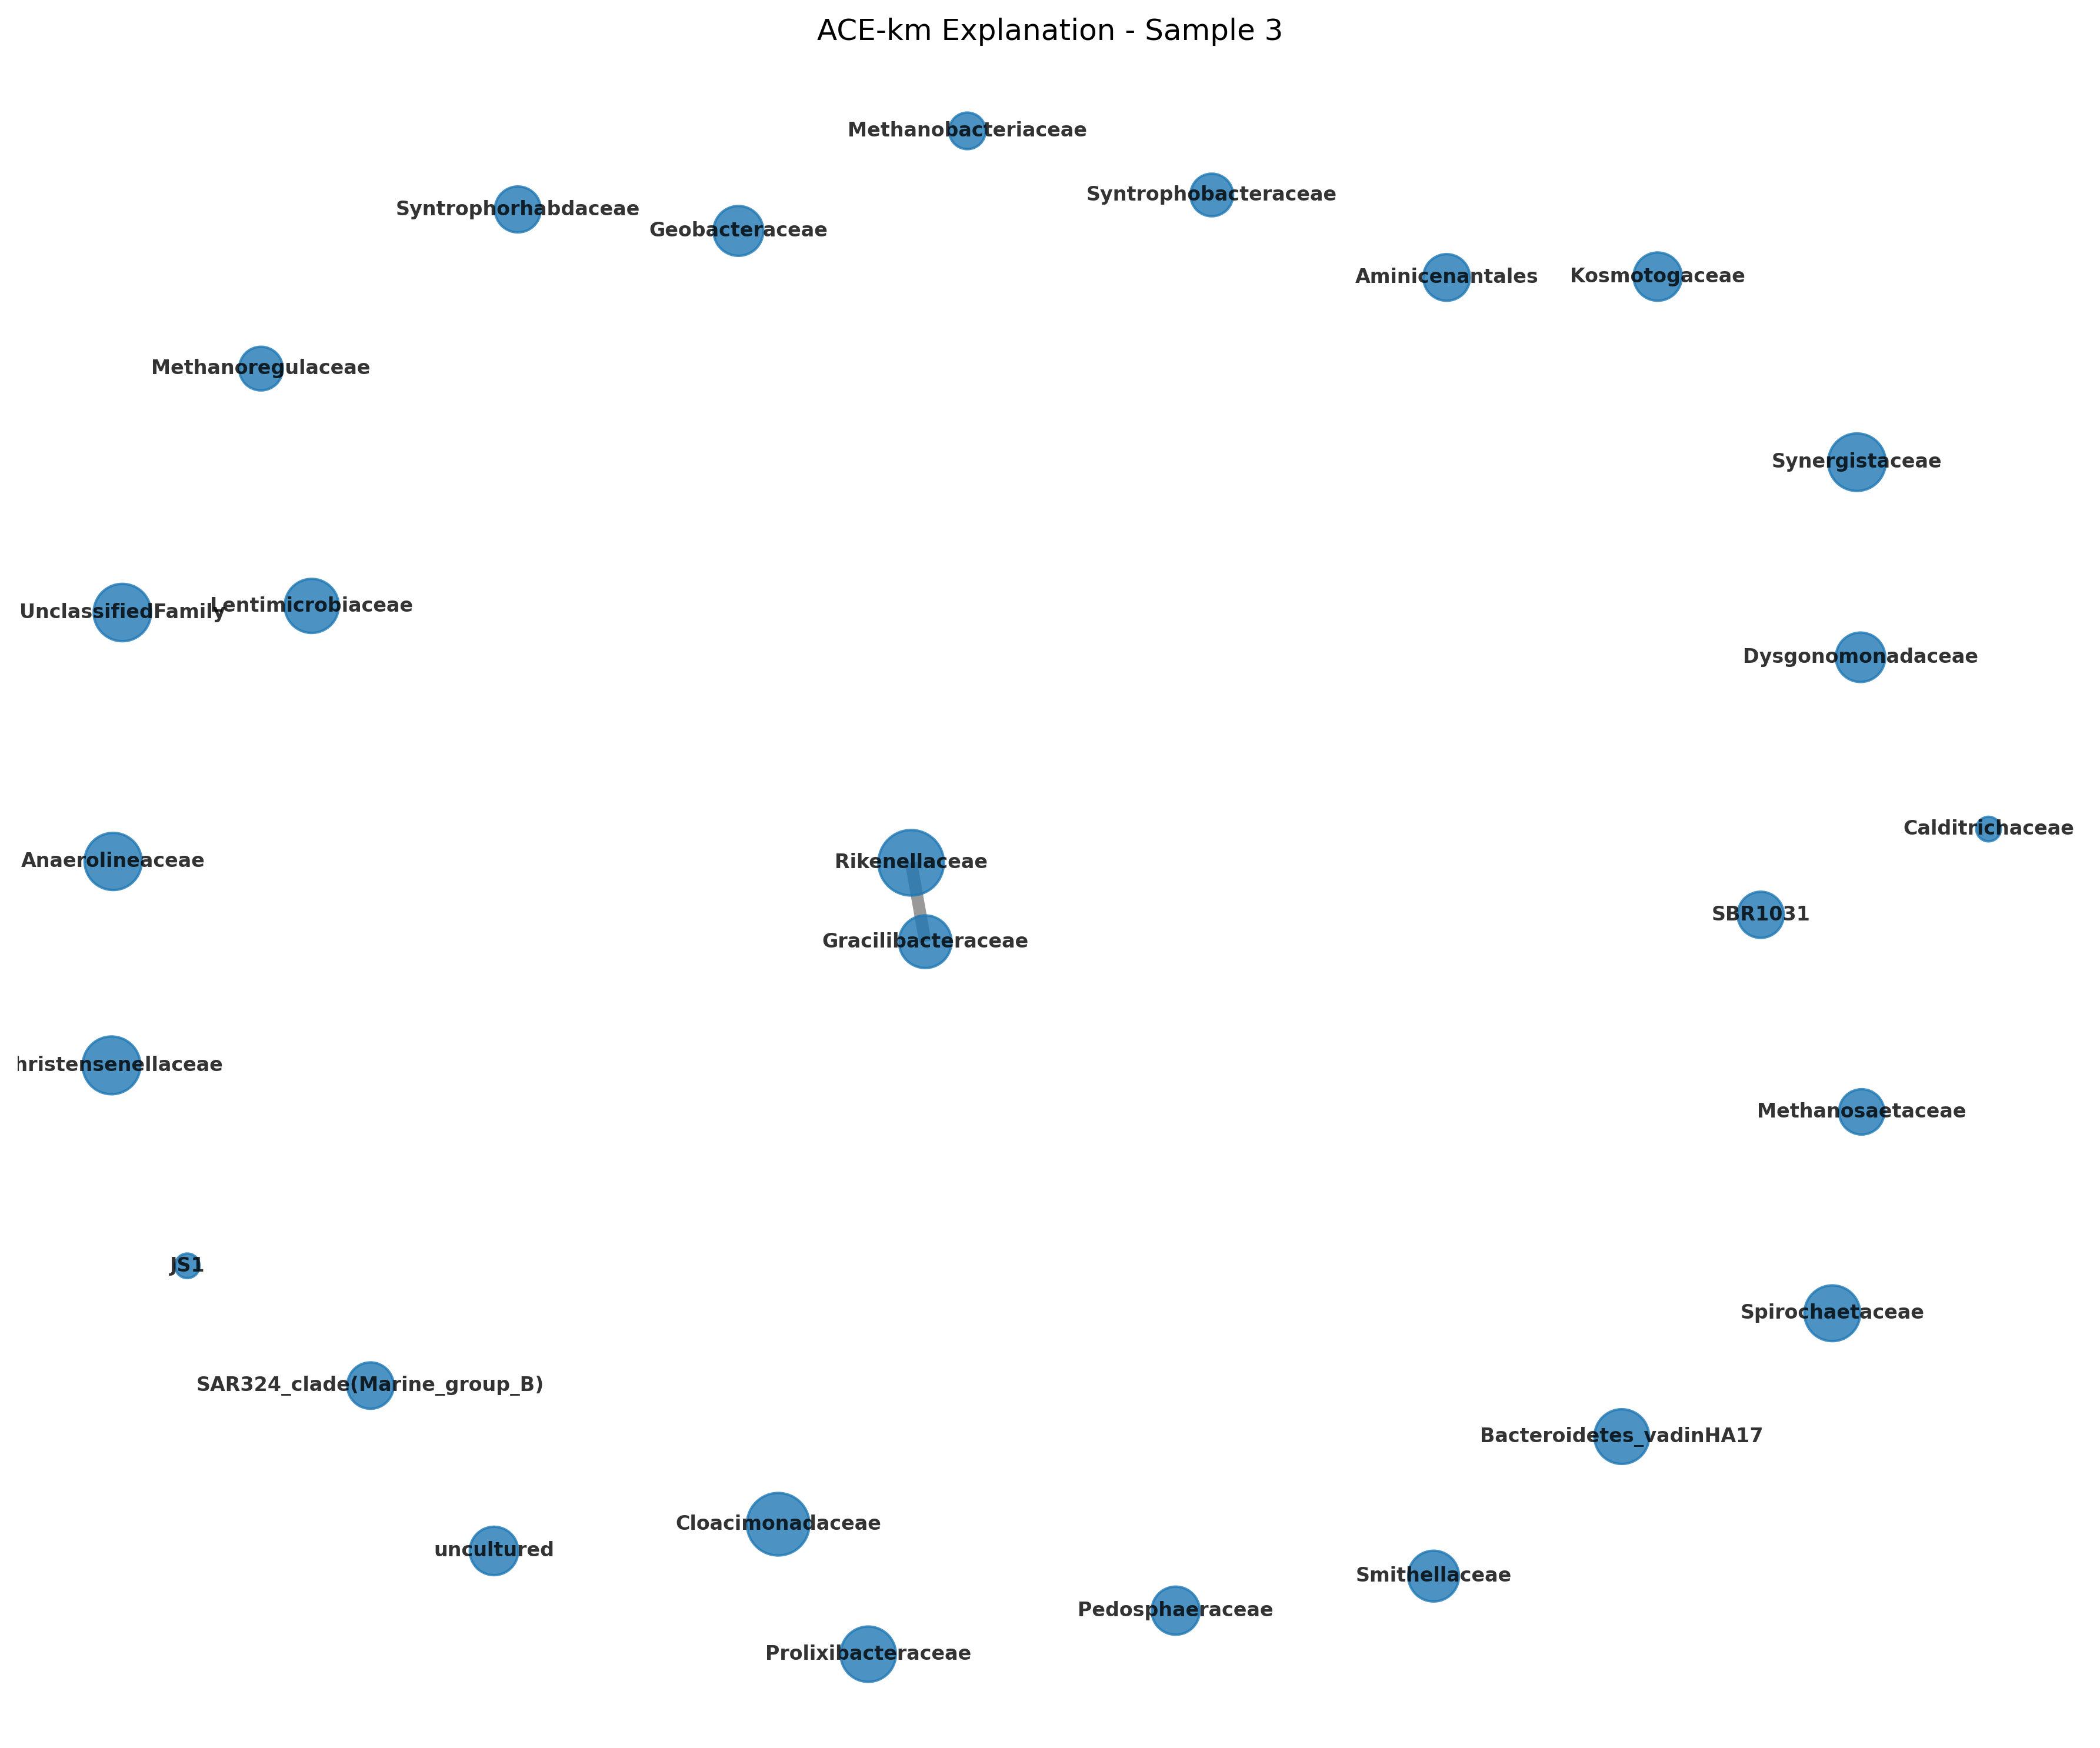 ACE-km Explanation - Sample 3
Methanobacteriaceae
Syntrophobacteraceae
Syntrophorhabdaceae
Geobacteraceae
Aminicenantales
Kosmotogaceae
Methanoregulaceae
Synergistaceae
UnclassifiedFamily
Lentimicrobiaceae
Dysgonomonadaceae
Calditrichaceae
Anaerolineaceae
Rikenellaceae
SBR1031
Gracilibacteraceae
hristensenellaceae
Methanosaetaceae
JS1
Spirochaetaceae
SAR324_clade(Marine_group_B)
Bacteroidetes_vadinHA17
Cloacimonadaceae
uncultured
Smithellaceae
Pedosphaeraceae
Prolixibacteraceae